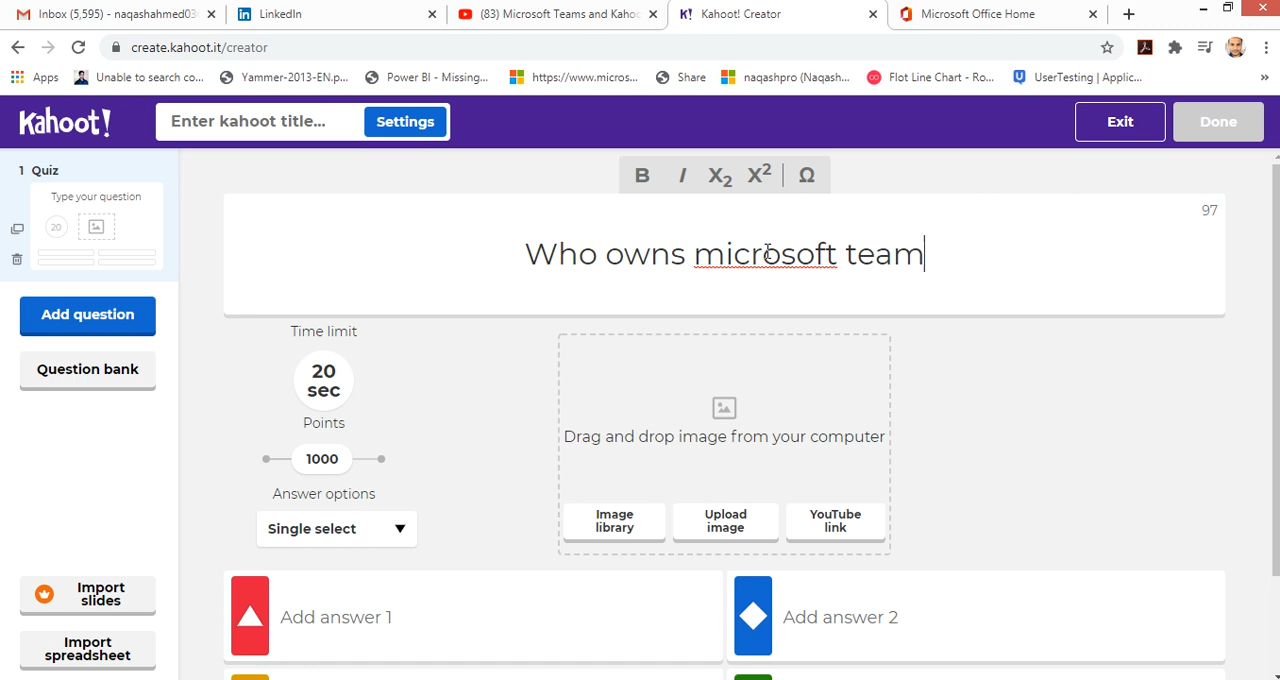 Inbox (5,595) - naqashahmed03
LinkedIn
(83) Microsoft Teams and Kahoo
K! Kahoot! Creator
Microsoft Office Home
create.kahoot.it/creator
Apps
Unable to search co...
Yammer-2013-EN.p...
Power BI - Missing...
https://www.micros...
Share
naqashpro (Naqash...
Flot Line Chart - Ro...
UserTesting | Applic...
»
Kahoot!
Enter kahoot title...
Settings
Exit
Done
1 Quiz
Type your question
20
B I X2 X2 Ω
97
Who owns microsoft team
Add question
Question bank
Time limit
20
sec
Points
1000
Answer options
Single select
Drag and drop image from your computer
Image
library
Upload
image
YouTube
link
Import
slides
Import
spreadsheet
Add answer 1
Add answer 2